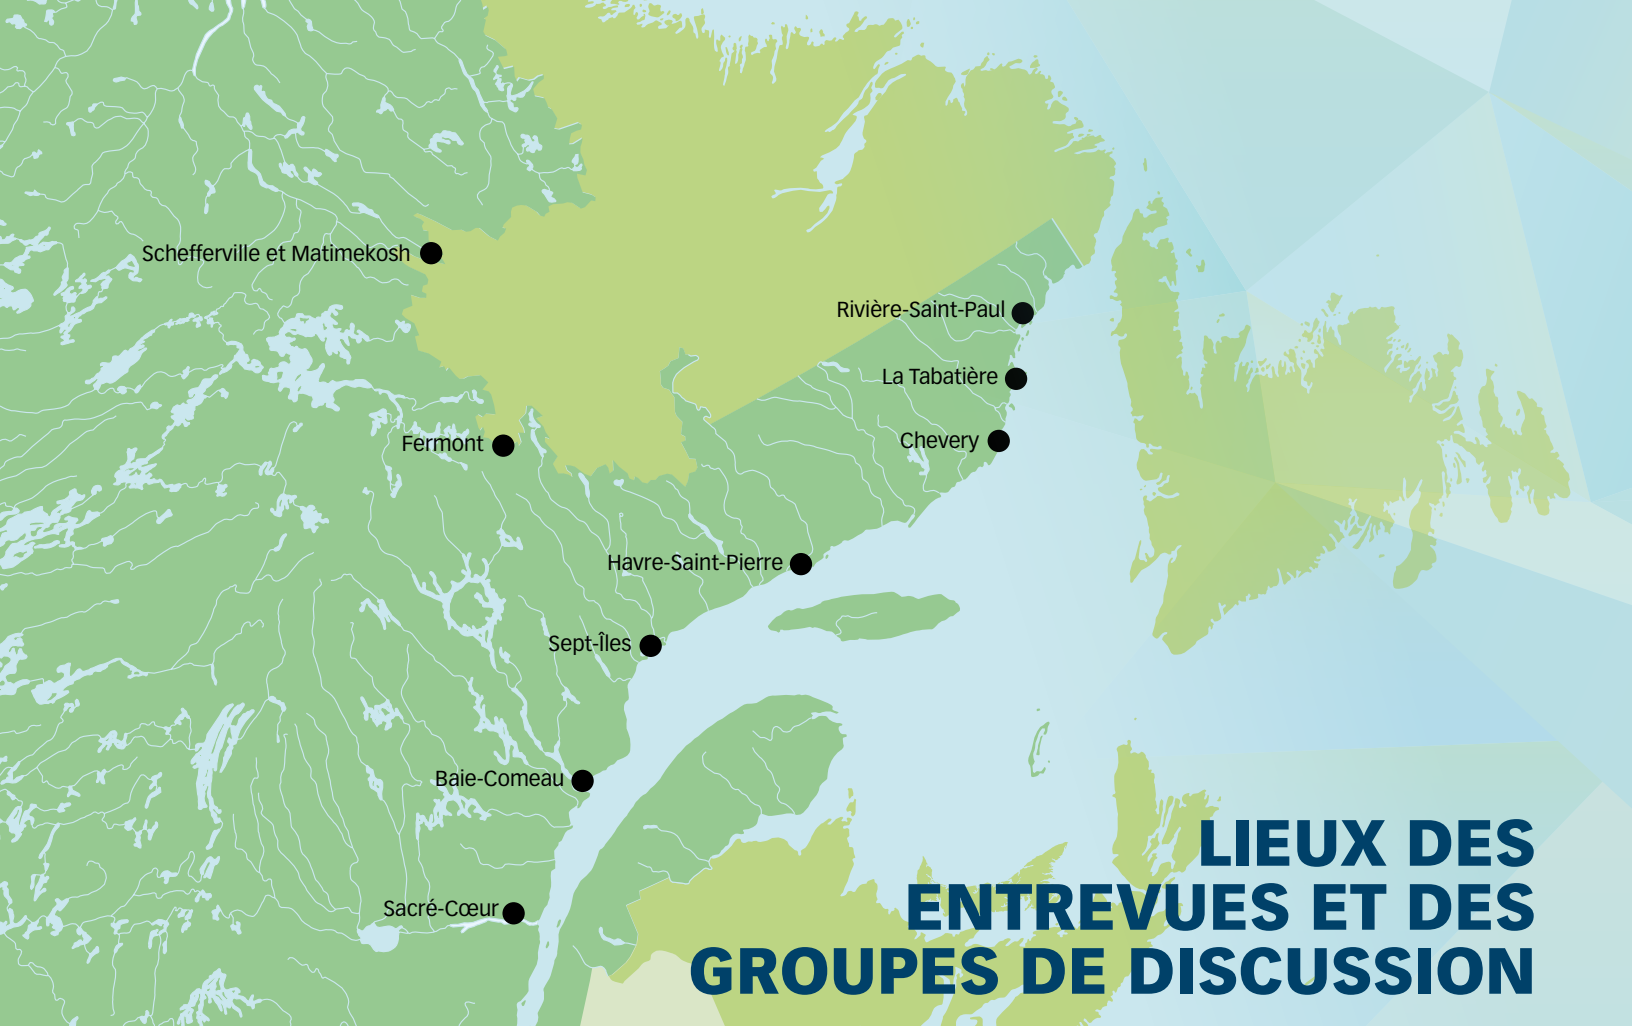 Schefferville et Matimekosh
Rivière-Saint-Paul
La Tabatière
Chevery
Fermont
Havre-Saint-Pierre
Sept-Îles
Baie-Comeau
Sacré-Cœur
LIEUX DES
ENTREVUES ET DES
GROUPES DE DISCUSSION